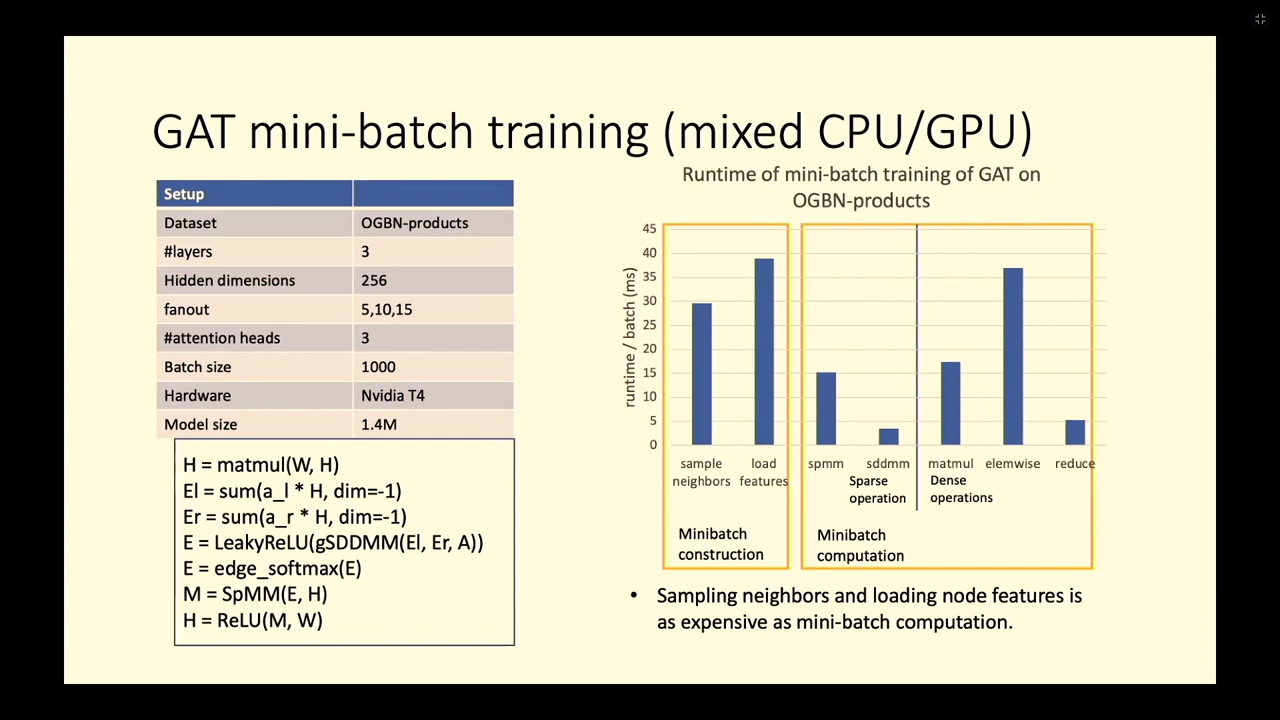 GAT mini-batch training (mixed CPU/GPU)
Setup
Dataset OGBN-products
#layers 3
Hidden dimensions 256
fanout 5,10,15
#attention heads 3
Batch size 1000
Hardware Nvidia T4
Model size 1.4M
H = matmul(W, H)
El = sum(a_l * H, dim=-1)
Er = sum(a_r * H, dim=-1)
E = LeakyReLU(gSDDMM(El, Er, A))
E = edge_softmax(E)
M = SpMM(E, H)
H = ReLU(M, W)
Runtime of mini-batch training of GAT on
OGBN-products
runtime / batch (ms)
45
40
35
30
25
20
15
10
5
0
sample load spmm sddmm matmul elemwise reduce
neighbors features Sparse Dense
operation operations
Minibatch Minibatch
construction computation
• Sampling neighbors and loading node features is
as expensive as mini-batch computation.